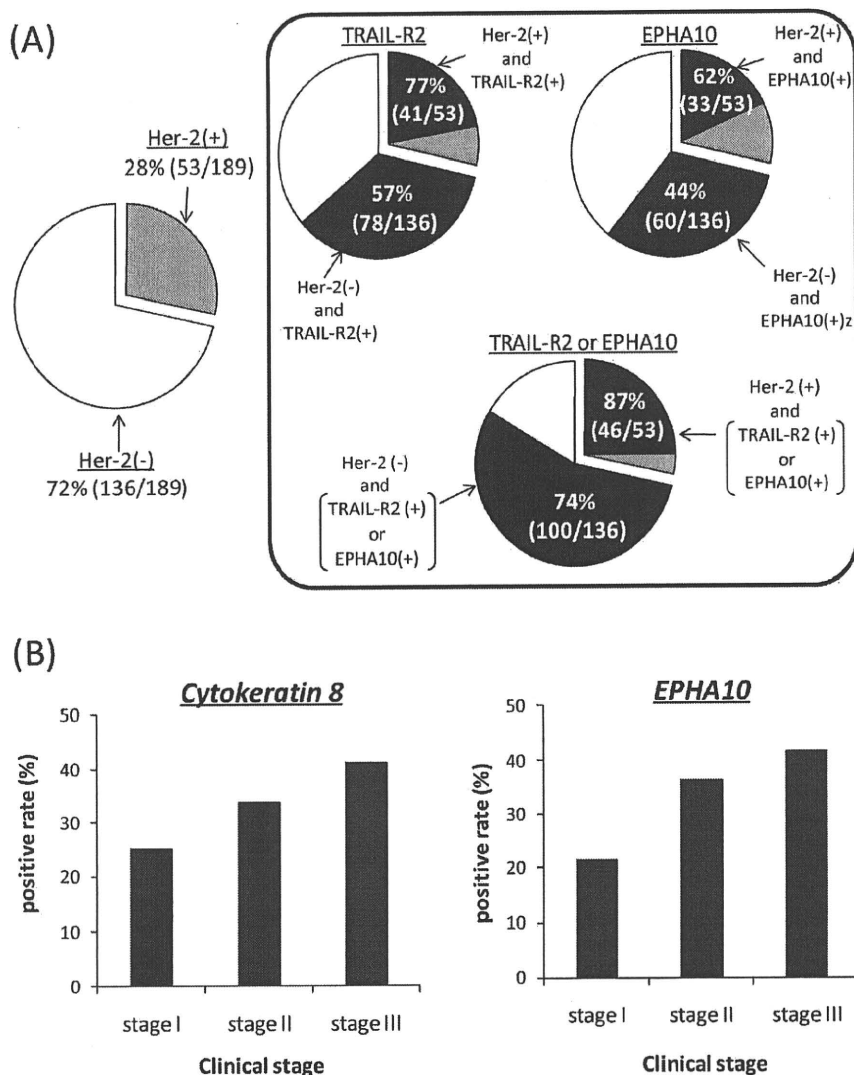 (A)
Her-2(+)
28% (53/189)
Her-2(-)
72% (136/189)
TRAIL-R2
Her-2(+)
and
TRAIL-R2(+)
77%
(41/53)
57%
(78/136)
Her-2(-)
and
TRAIL-R2(+)
EPHA10
Her-2(+)
and
EPHA10(+)
62%
(33/53)
44%
(60/136)
Her-2(-)
and
EPHA10(+)z
TRAIL-R2 or EPHA10
87%
(46/53)
Her-2 (+)
and
TRAIL-R2 (+)
or
EPHA10(+)
74%
(100/136)
Her-2 (-)
and
TRAIL-R2 (+)
or
EPHA10(+)
(B)
Cytokeratin 8
positive rate (%)
50
40
30
20
10
0
stage I stage II stage III
Clinical stage
EPHA10
positive rate (%)
50
40
30
20
10
0
stage I stage II stage III
Clinical stage